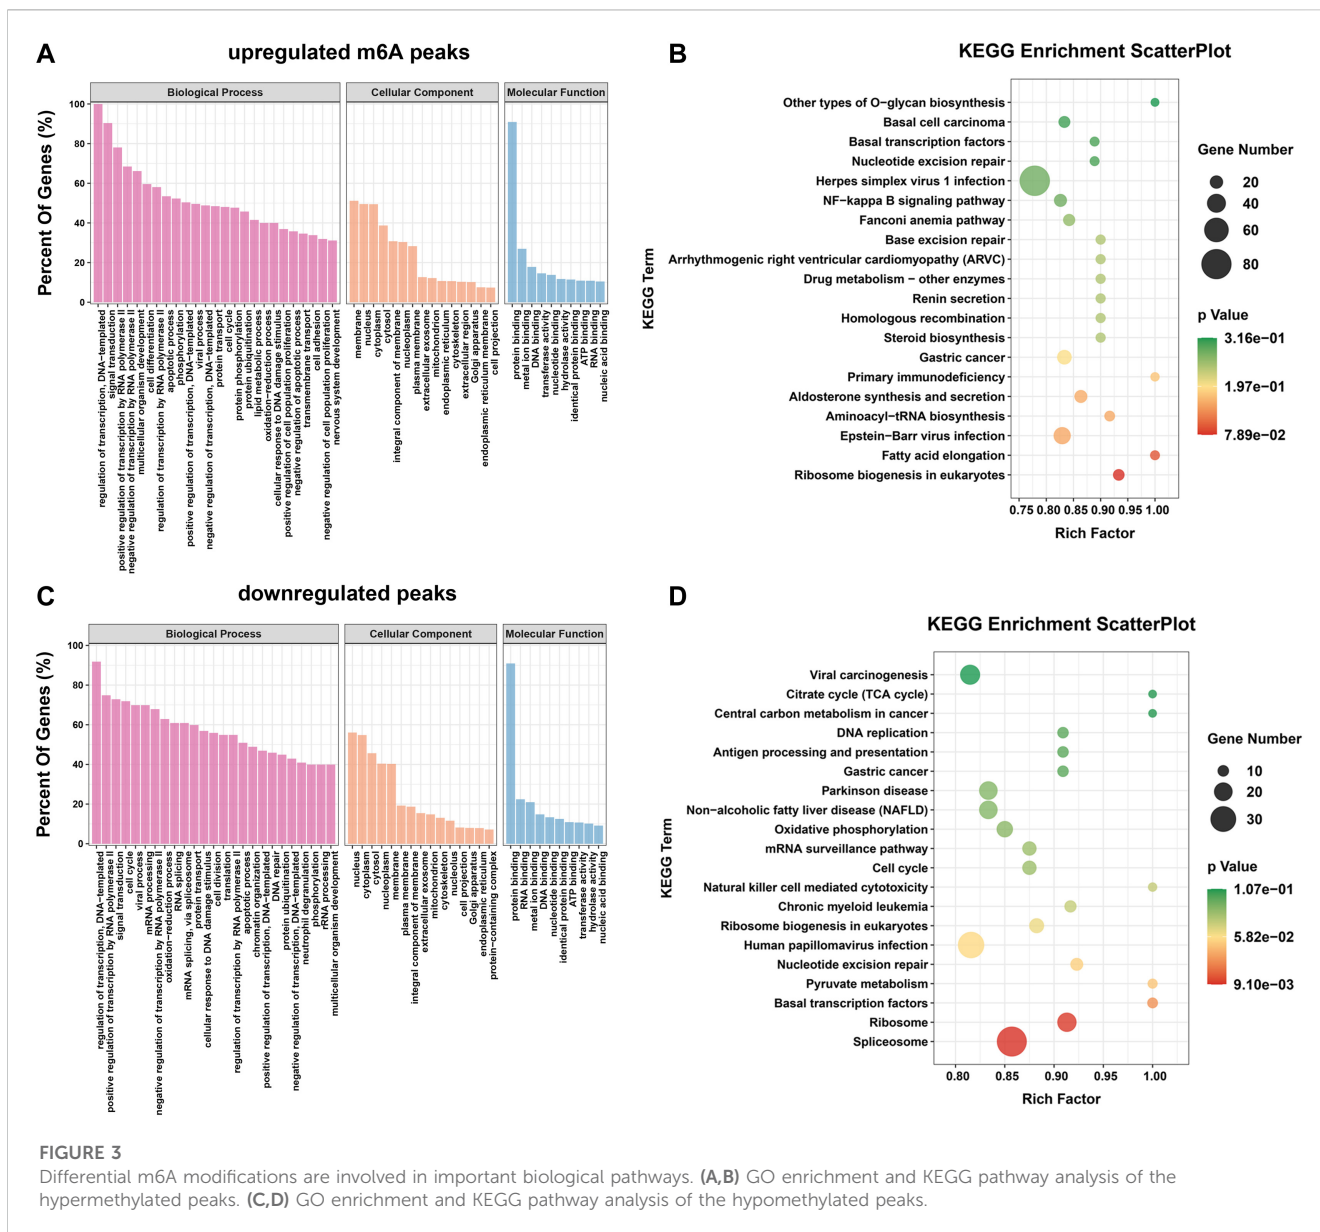 A
upregulated m6A peaks
Biological Process
Cellular Component
Molecular Function
Percent Of Genes (%)
100
80
60
40
20
0
regulation of transcription, DNA−templated
signal transduction
positive regulation of transcription by RNA polymerase II
negative regulation of transcription by RNA polymerase II
multicellular organism development
cell differentiation
regulation of transcription by RNA polymerase II
apoptotic process
phosphorylation
positive regulation of transcription, DNA−templated
viral process
negative regulation of transcription, DNA−templated
protein transport
cell cycle
protein phosphorylation
protein ubiquitination
lipid metabolic process
oxidation−reduction process
cellular response to DNA damage stimulus
positive regulation of cell population proliferation
negative regulation of apoptotic process
transmembrane transport
cell adhesion
negative regulation of cell population proliferation
nervous system development
membrane
nucleus
cytoplasm
cytosol
integral component of membrane
nucleoplasm
plasma membrane
extracellular exosome
mitochondrion
endoplasmic reticulum
cytoskeleton
extracellular region
Golgi apparatus
endoplasmic reticulum membrane
cell projection
protein binding
metal ion binding
DNA binding
transferase activity
nucleotide binding
hydrolase activity
identical protein binding
ATP binding
RNA binding
nucleic acid binding
B
KEGG Enrichment ScatterPlot
KEGG Term
Other types of O−glycan biosynthesis
Basal cell carcinoma
Basal transcription factors
Nucleotide excision repair
Herpes simplex virus 1 infection
NF−kappa B signaling pathway
Fanconi anemia pathway
Base excision repair
Arrhythmogenic right ventricular cardiomyopathy (ARVC)
Drug metabolism − other enzymes
Renin secretion
Homologous recombination
Steroid biosynthesis
Gastric cancer
Primary immunodeficiency
Aldosterone synthesis and secretion
Aminoacyl−tRNA biosynthesis
Epstein−Barr virus infection
Fatty acid elongation
Ribosome biogenesis in eukaryotes
0.75 0.80 0.85 0.90 0.95 1.00
Rich Factor
Gene Number
20
40
60
80
p Value
3.16e−01
1.97e−01
7.89e−02
C
downregulated peaks
Biological Process
Cellular Component
Molecular Function
Percent Of Genes (%)
100
80
60
40
20
0
regulation of transcription, DNA−templated
positive regulation of transcription by RNA polymerase II
signal transduction
cell cycle
viral process
mRNA processing
negative regulation of transcription by RNA polymerase II
oxidation−reduction process
RNA splicing
mRNA splicing, via spliceosome
protein transport
cellular response to DNA damage stimulus
cell division
translation
regulation of transcription by RNA polymerase II
apoptotic process
chromatin organization
positive regulation of transcription, DNA−templated
DNA repair
protein ubiquitination
negative regulation of transcription, DNA−templated
neutrophil degranulation
phosphorylation
rRNA processing
multicellular organism development
nucleus
cytoplasm
cytosol
nucleoplasm
membrane
plasma membrane
integral component of membrane
extracellular exosome
mitochondrion
cytoskeleton
nucleolus
cell projection
Golgi apparatus
endoplasmic reticulum
protein−containing complex
protein binding
RNA binding
metal ion binding
DNA binding
nucleotide binding
identical protein binding
ATP binding
transferase activity
hydrolase activity
nucleic acid binding
D
KEGG Enrichment ScatterPlot
KEGG Term
Viral carcinogenesis
Citrate cycle (TCA cycle)
Central carbon metabolism in cancer
DNA replication
Antigen processing and presentation
Gastric cancer
Parkinson disease
Non−alcoholic fatty liver disease (NAFLD)
Oxidative phosphorylation
mRNA surveillance pathway
Cell cycle
Natural killer cell mediated cytotoxicity
Chronic myeloid leukemia
Ribosome biogenesis in eukaryotes
Human papillomavirus infection
Nucleotide excision repair
Pyruvate metabolism
Basal transcription factors
Ribosome
Spliceosome
0.80 0.85 0.90 0.95 1.00
Rich Factor
Gene Number
10
20
30
p Value
1.07e−01
5.82e−02
9.10e−03
FIGURE 3
Differential m6A modifications are involved in important biological pathways. (A,B) GO enrichment and KEGG pathway analysis of the
hypermethylated peaks. (C,D) GO enrichment and KEGG pathway analysis of the hypomethylated peaks.